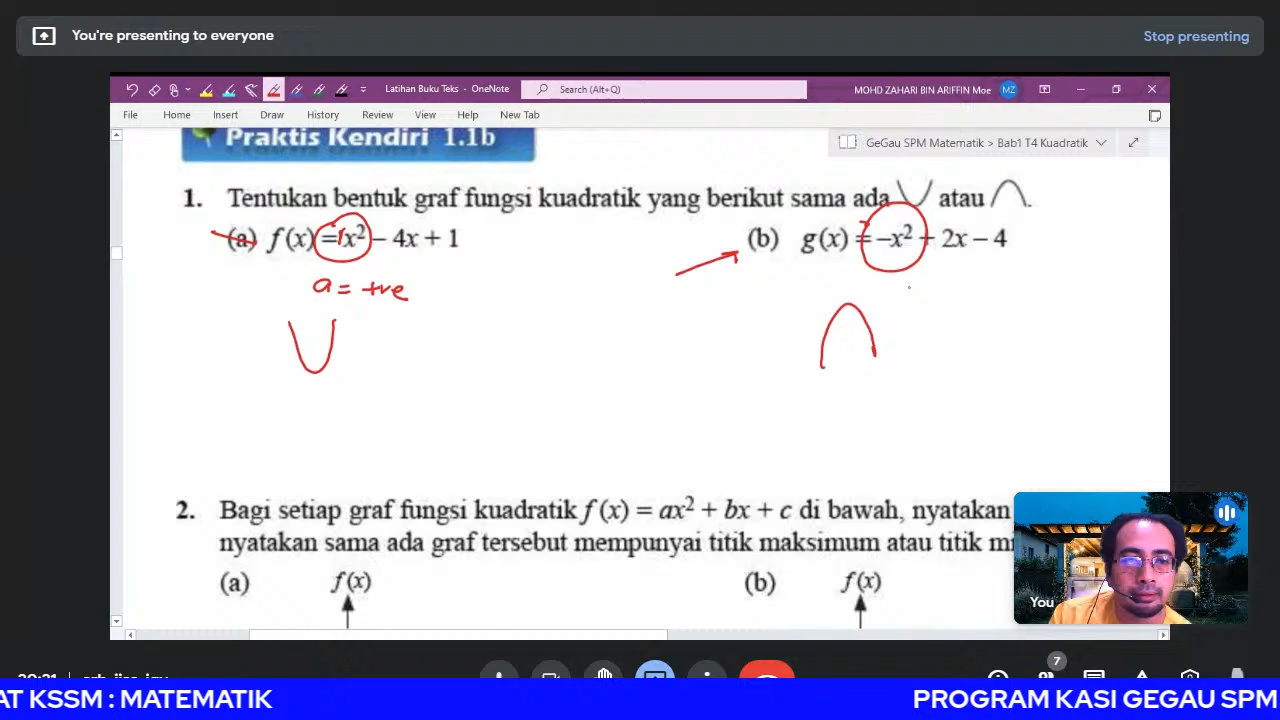 You're presenting to everyone
Stop presenting
Latihan Buku Teks - OneNote
Search (Alt+Q)
MOHD ZAHARI BIN ARIFFIN Moe
MZ
File Home Insert Draw History Review View Help New Tab
Praktis Kendiri 1.1b
GeGau SPM Matematik > Bab1 T4 Kuadratik
1. Tentukan bentuk graf fungsi kuadratik yang berikut sama ada ∪ atau ∩.
(a) f(x) = 1x² – 4x + 1
(b) g(x) = –x² + 2x – 4
a = +ve
2. Bagi setiap graf fungsi kuadratik f(x) = ax² + bx + c di bawah, nyatakan
nyatakan sama ada graf tersebut mempunyai titik maksimum atau titik
(a) f(x)
(b) f(x)
You
7
AT KSSM : MATEMATIK
PROGRAM KASI GEGAU SPM